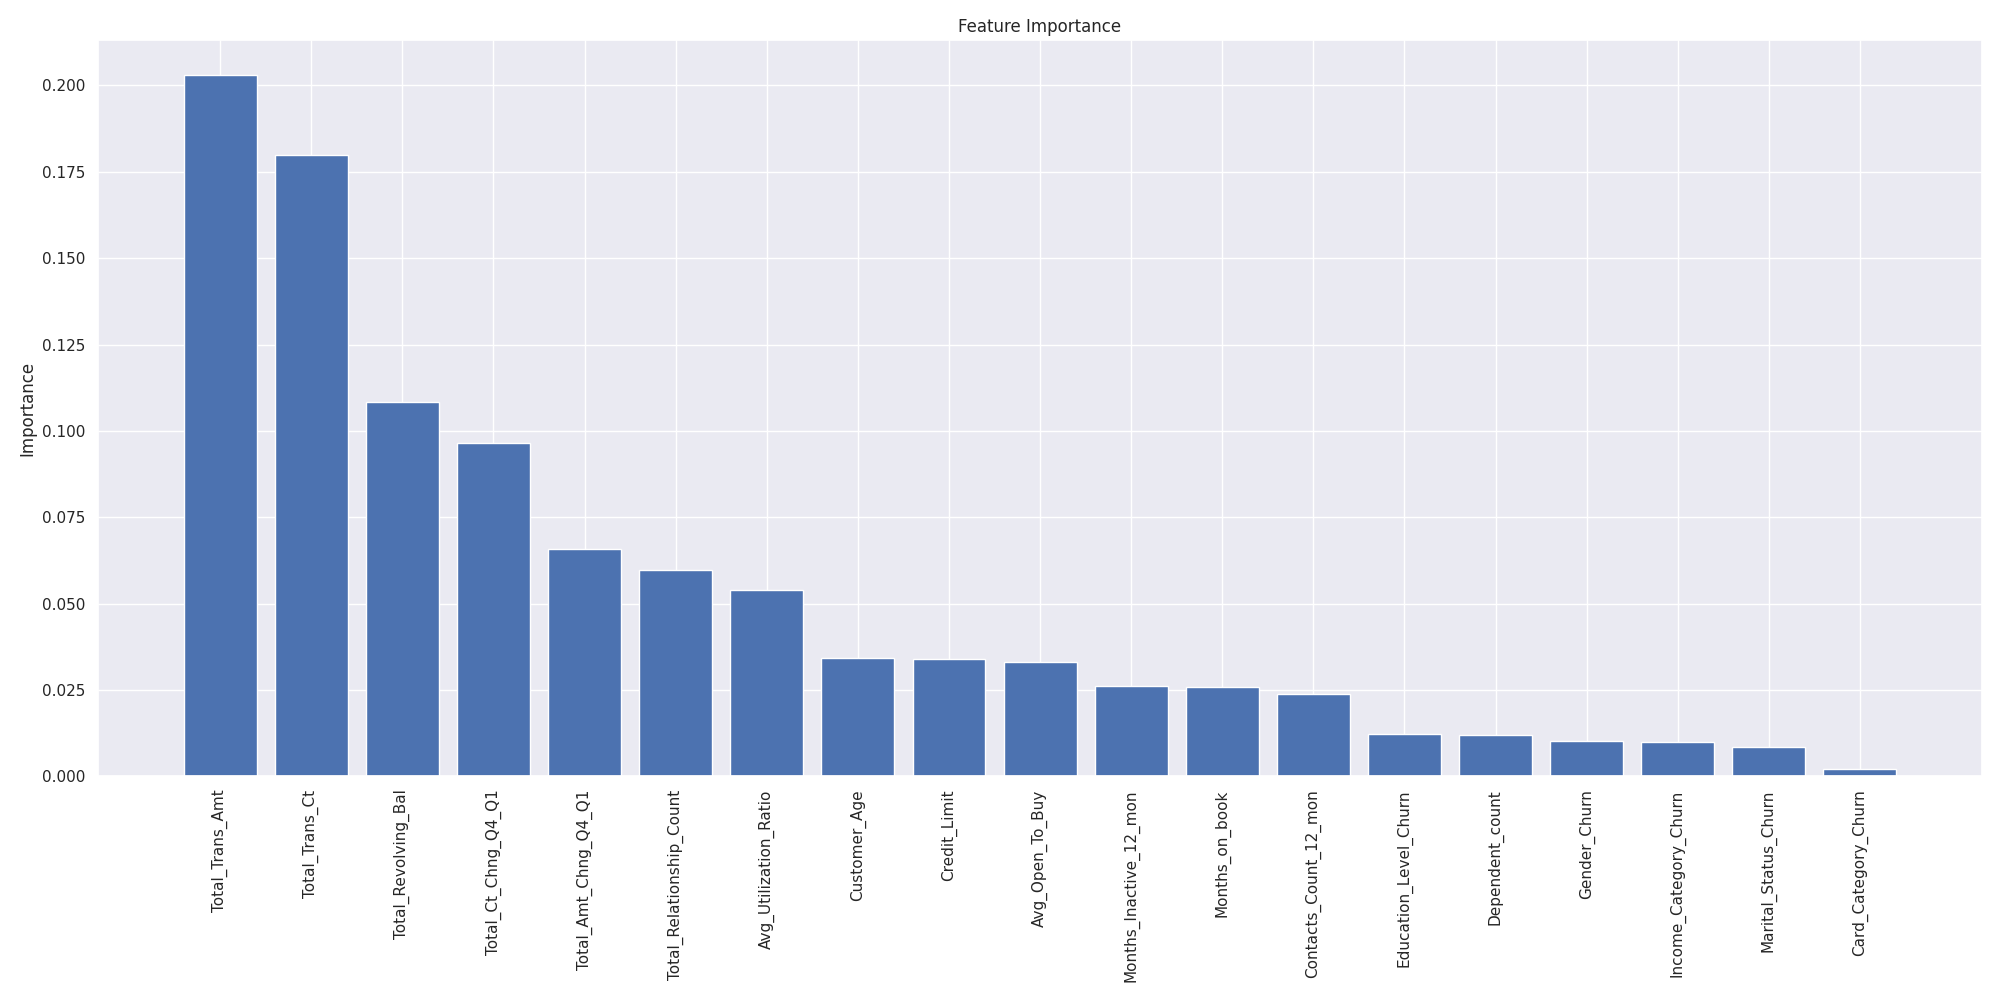 Feature Importance
Importance
0.200
0.175
0.150
0.125
0.100
0.075
0.050
0.025
0.000
Total_Trans_Amt
Total_Trans_Ct
Total_Revolving_Bal
Total_Ct_Chng_Q4_Q1
Total_Amt_Chng_Q4_Q1
Total_Relationship_Count
Avg_Utilization_Ratio
Customer_Age
Credit_Limit
Avg_Open_To_Buy
Months_Inactive_12_mon
Months_on_book
Contacts_Count_12_mon
Education_Level_Churn
Dependent_count
Gender_Churn
Income_Category_Churn
Marital_Status_Churn
Card_Category_Churn